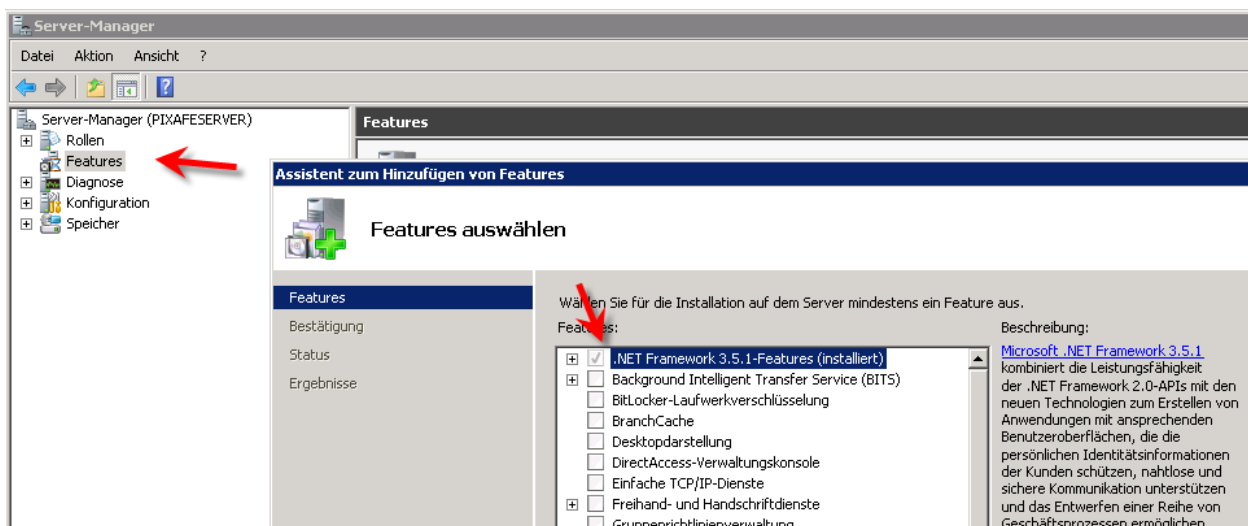 Server-Manager
Datei Aktion Ansicht ?
Server-Manager (PIXAFESERVER)
Rollen
Features
Diagnose
Konfiguration
Speicher
Features
Assistent zum Hinzufügen von Features
Features auswählen
Features
Bestätigung
Status
Ergebnisse
Wählen Sie für die Installation auf dem Server mindestens ein Feature aus.
Features:
.NET Framework 3.5.1-Features (installiert)
Background Intelligent Transfer Service (BITS)
BitLocker-Laufwerkverschlüsselung
BranchCache
Desktopdarstellung
DirectAccess-Verwaltungskonsole
Einfache TCP/IP-Dienste
Freihand- und Handschriftdienste
Gruppenrichtlinienverwaltung
Beschreibung:
Microsoft .NET Framework 3.5.1
kombiniert die Leistungsfähigkeit
der .NET Framework 2.0-APIs mit den
neuen Technologien zum Erstellen von
Anwendungen mit ansprechenden
Benutzeroberflächen, die die
persönlichen Identitätsinformationen
der Kunden schützen, nahtlose und
sichere Kommunikation unterstützen
und das Entwerfen einer Reihe von
Geschäftsprozessen ermöglichen